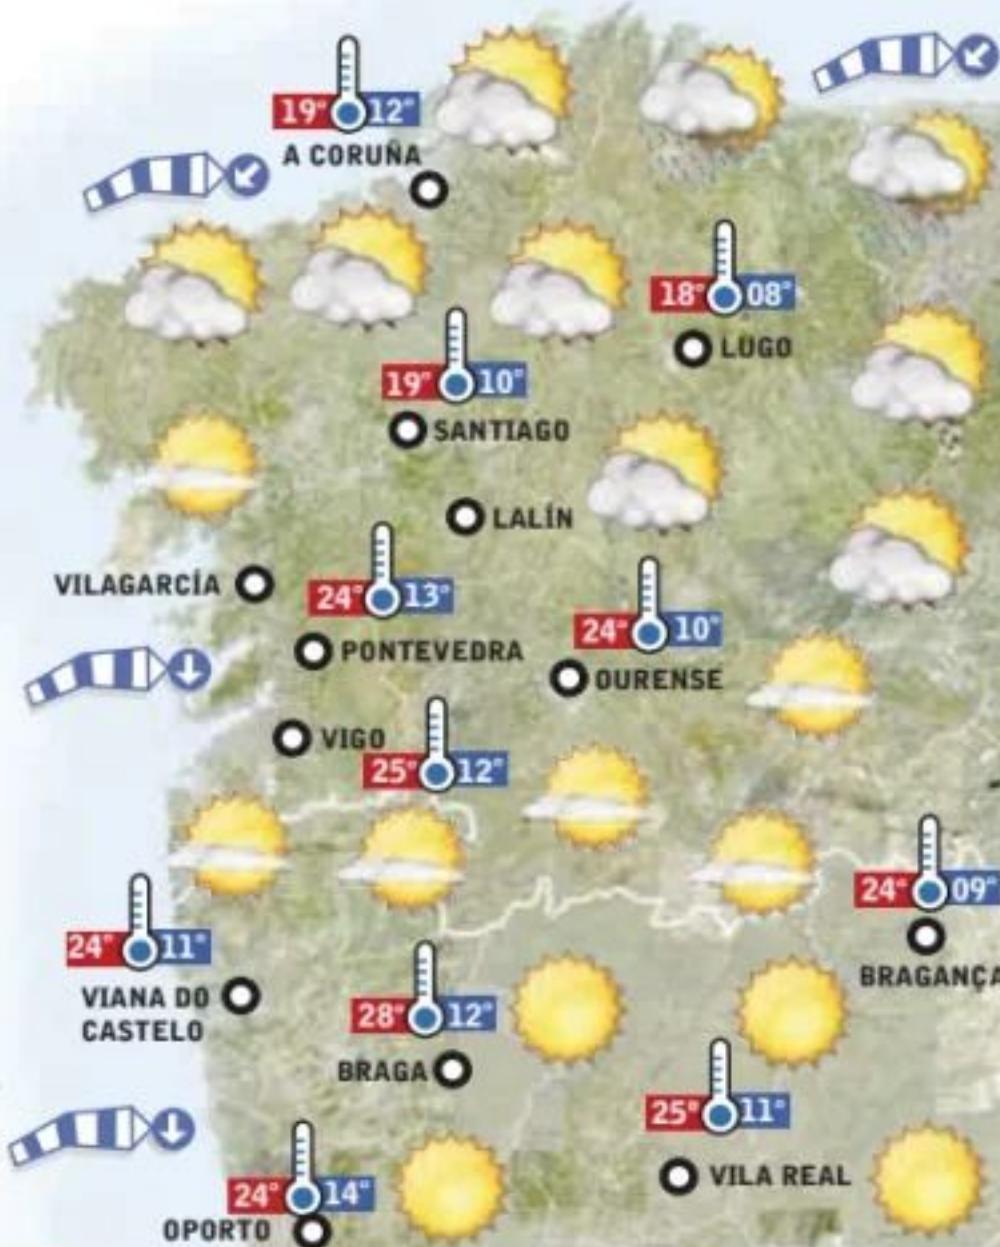 19° 12°
A CORUÑA
18° 08°
LUGO
19° 10°
SANTIAGO
LALÍN
VILAGARCÍA
24° 13°
PONTEVEDRA
24° 10°
OURENSE
VIGO
25° 12°
24° 09°
BRAGANÇA
24° 11°
VIANA DO
CASTELO
28° 12°
BRAGA
25° 11°
VILA REAL
24° 14°
OPORTO